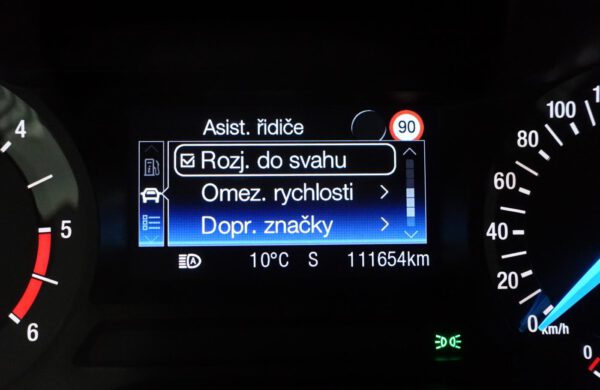 Asist. řidiče
90
Rozj. do svahu
Omez. rychlosti
Dopr. značky
A
10°C S 111654km
4
5
6
100
80
60
40
20
0
km/h
0